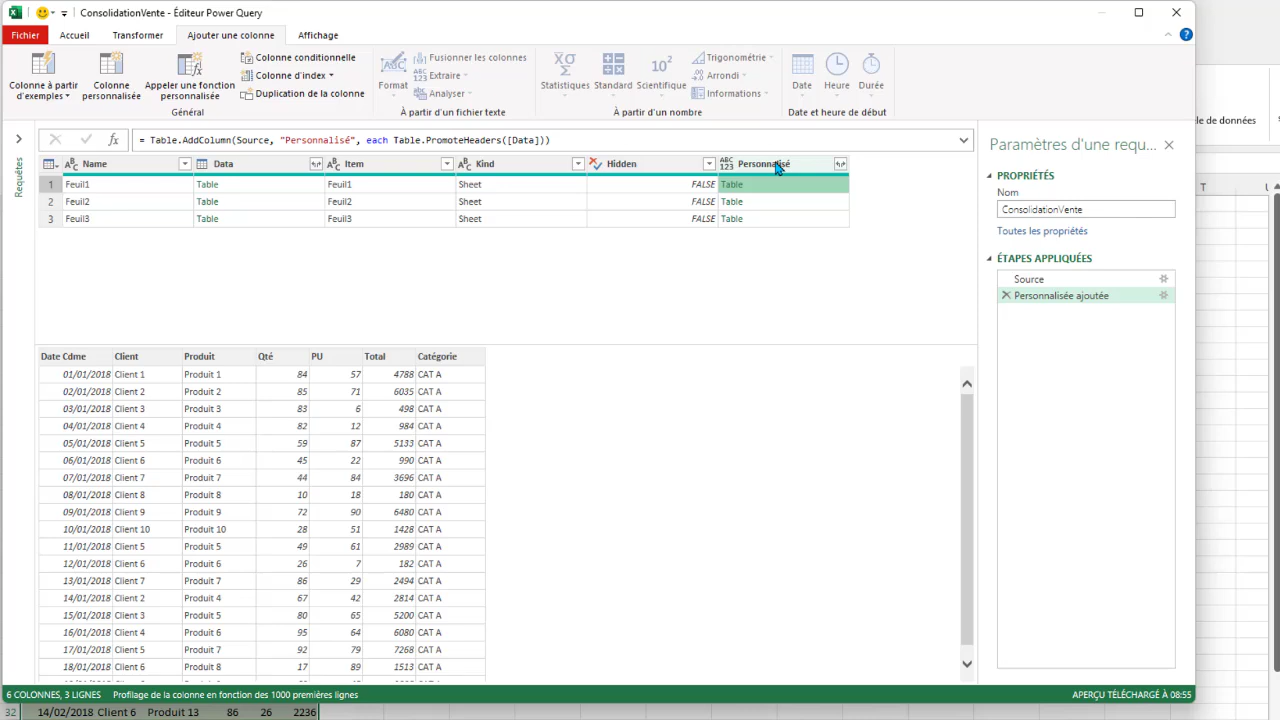 ConsolidationVente - Éditeur Power Query
Fichier Accueil Transformer Ajouter une colonne Affichage
Colonne à partir d'exemples
Colonne personnalisée
Appeler une fonction personnalisée
Colonne conditionnelle
Colonne d'index
Duplication de la colonne
Général
Format
Fusionner les colonnes
Extraire
Analyser
À partir d'un fichier texte
Statistiques
Standard
Scientifique
Trigonométrie
Arrondi
Informations
À partir d'un nombre
Date
Heure
Durée
Date et heure de début
le de données
Requêtes
= Table.AddColumn(Source, "Personnalisé", each Table.PromoteHeaders([Data]))
Name Data Item Kind Hidden Personnalisé
1 Feuil1 Table Feuil1 Sheet FALSE Table
2 Feuil2 Table Feuil2 Sheet FALSE Table
3 Feuil3 Table Feuil3 Sheet FALSE Table
Date Cdme Client Produit Qté PU Total Catégorie
01/01/2018 Client 1 Produit 1 84 57 4788 CAT A
02/01/2018 Client 2 Produit 2 85 71 6035 CAT A
03/01/2018 Client 3 Produit 3 83 6 498 CAT A
04/01/2018 Client 4 Produit 4 82 12 984 CAT A
05/01/2018 Client 5 Produit 5 59 87 5133 CAT A
06/01/2018 Client 6 Produit 6 45 22 990 CAT A
07/01/2018 Client 7 Produit 7 44 84 3696 CAT A
08/01/2018 Client 8 Produit 8 10 18 180 CAT A
09/01/2018 Client 9 Produit 9 72 90 6480 CAT A
10/01/2018 Client 10 Produit 10 28 51 1428 CAT A
11/01/2018 Client 5 Produit 5 49 61 2989 CAT A
12/01/2018 Client 6 Produit 6 26 7 182 CAT A
13/01/2018 Client 7 Produit 7 86 29 2494 CAT A
14/01/2018 Client 2 Produit 4 67 42 2814 CAT A
15/01/2018 Client 3 Produit 5 80 65 5200 CAT A
16/01/2018 Client 4 Produit 6 95 64 6080 CAT A
17/01/2018 Client 5 Produit 7 92 79 7268 CAT A
18/01/2018 Client 6 Produit 8 17 89 1513 CAT A
Paramètres d'une requ...
PROPRIÉTÉS
Nom
ConsolidationVente
Toutes les propriétés
ÉTAPES APPLIQUÉES
Source
Personnalisée ajoutée
T
6 COLONNES, 3 LIGNES Profilage de la colonne en fonction des 1000 premières lignes
APERÇU TÉLÉCHARGÉ À 08:55
32 14/02/2018 Client 6 Produit 13 86 26 2236